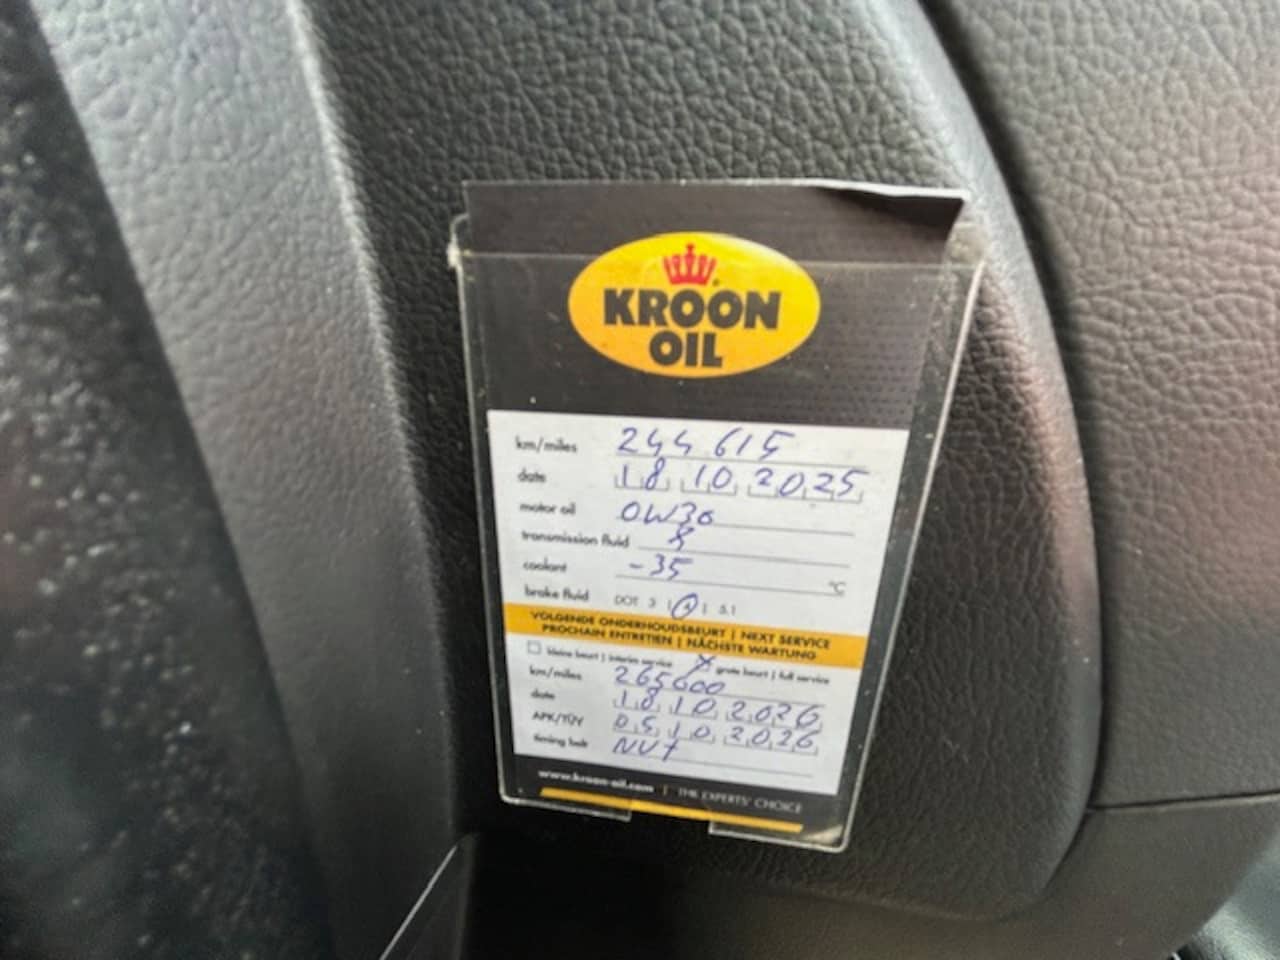 KROON
OIL
km/miles 244 615
date 18 10 2025
motor oil 0W30
transmission fluid X
coolant -35 °C
brake fluid DOT 3 | 4 | 5.1
VOLGENDE ONDERHOUDSBEURT | NEXT SERVICE
PROCHAIN ENTRETIEN | NÄCHSTE WARTUNG
kleine beurt | interim service X grote beurt | full service
km/miles 265000
date 18 10 2026
APK/TÜV 05 10 2026
timing belt NVT
www.kroon-oil.com | THE EXPERTS' CHOICE